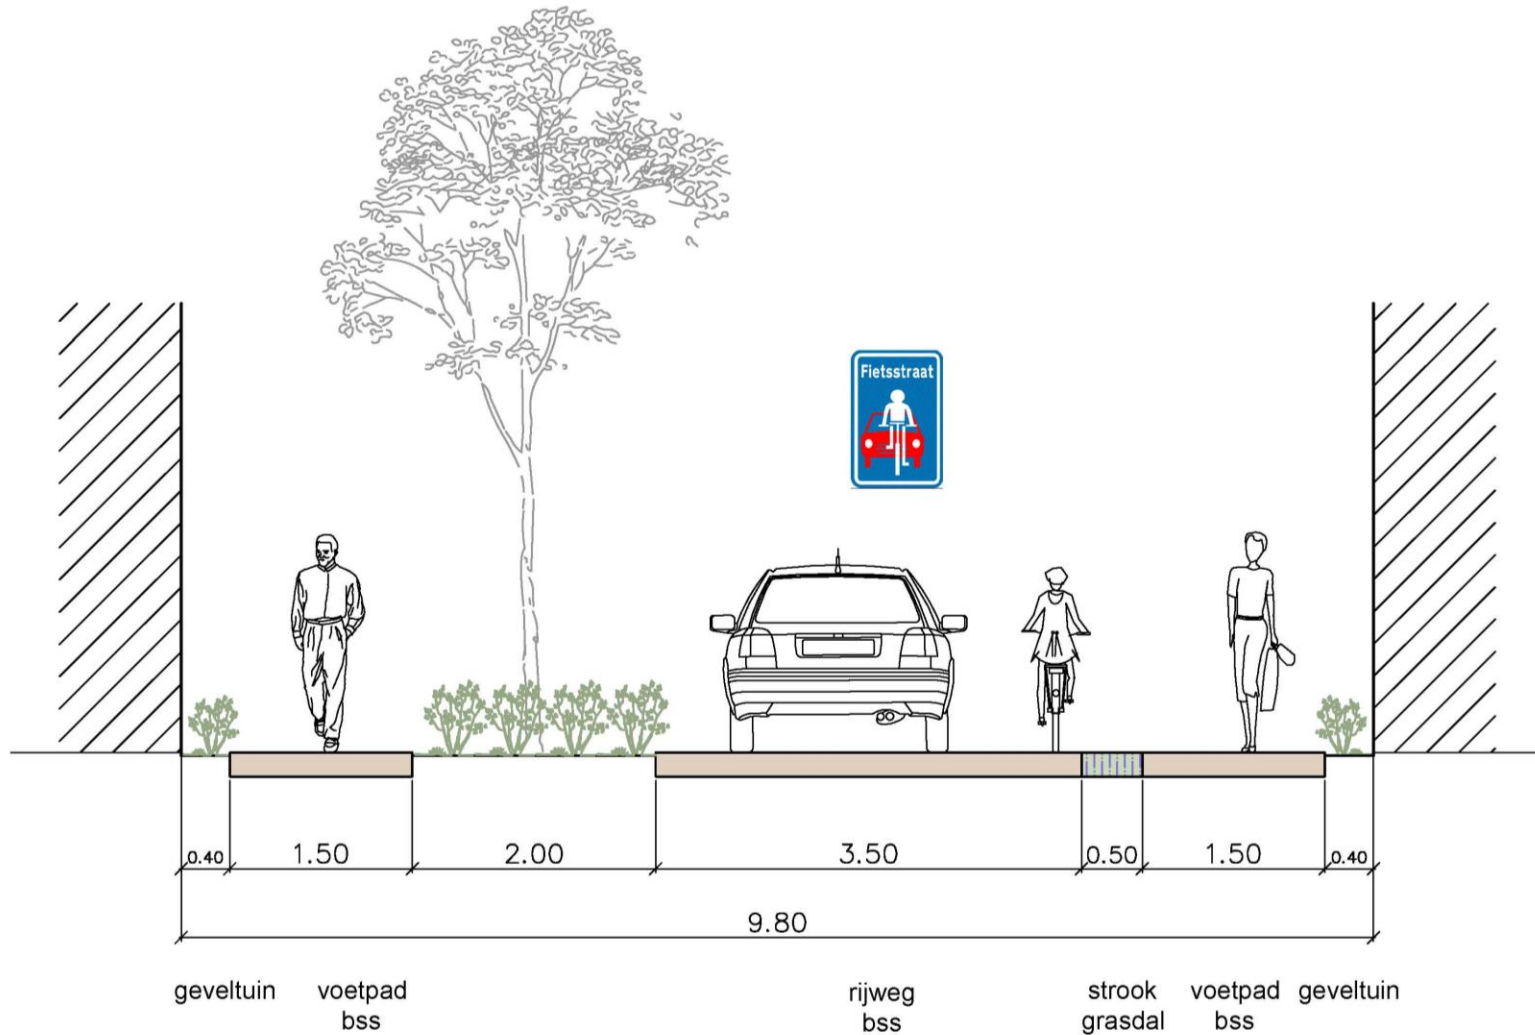 Fietsstraat
0.40 1.50 2.00 3.50 0.50 1.50 0.40
9.80
geveltuin voetpad rijweg strook voetpad geveltuin
bss bss grasdal bss